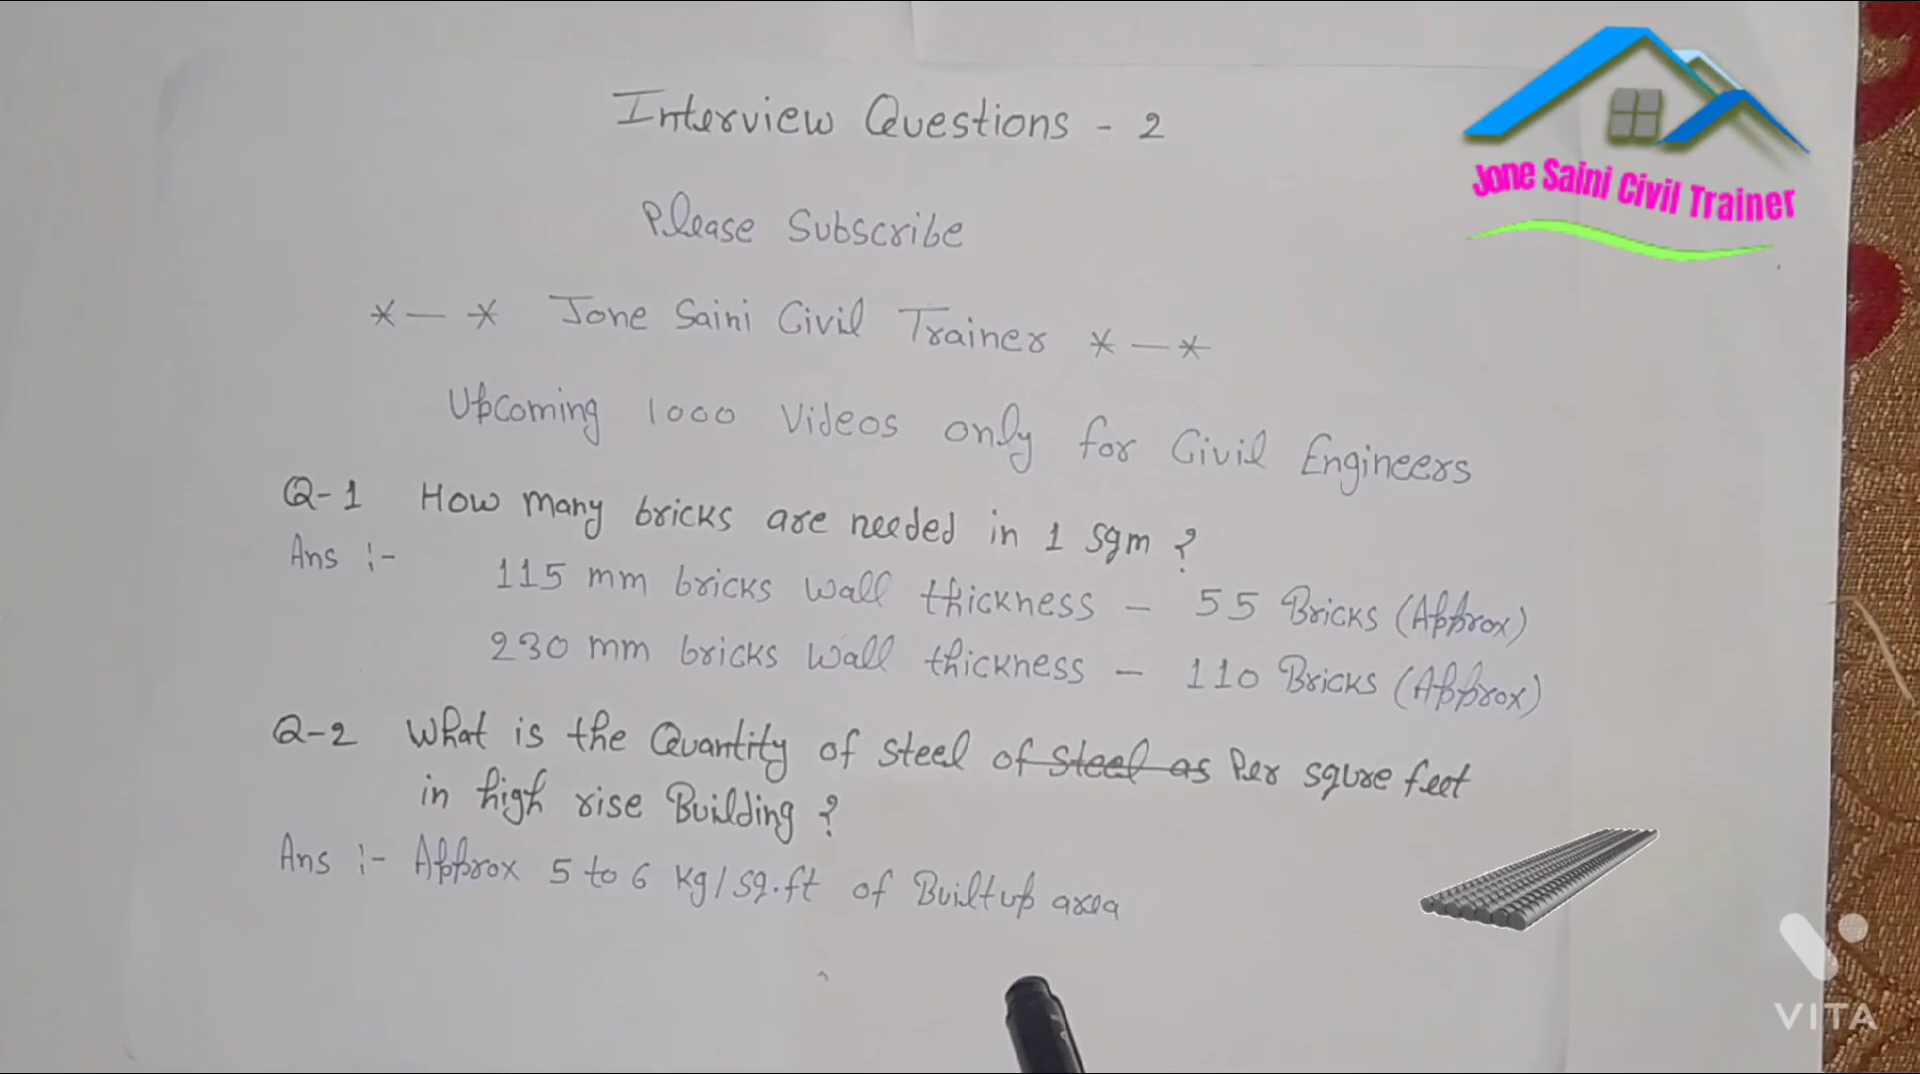 Interview Questions - 2
Jone Saini Civil Trainer
Please Subscribe
*—* Jone Saini Civil Trainer *—*
Upcoming 1000 Videos only for Civil Engineers
Q-1 How many bricks are needed in 1 sqm ?
Ans :-
115 mm bricks wall thickness - 55 Bricks (Approx)
230 mm bricks wall thickness - 110 Bricks (Approx)
Q-2 What is the Quantity of steel of steel as Per squre feet
in high rise Building ?
Ans :- Approx 5 to 6 kg/sq.ft of Builtup area
VITA